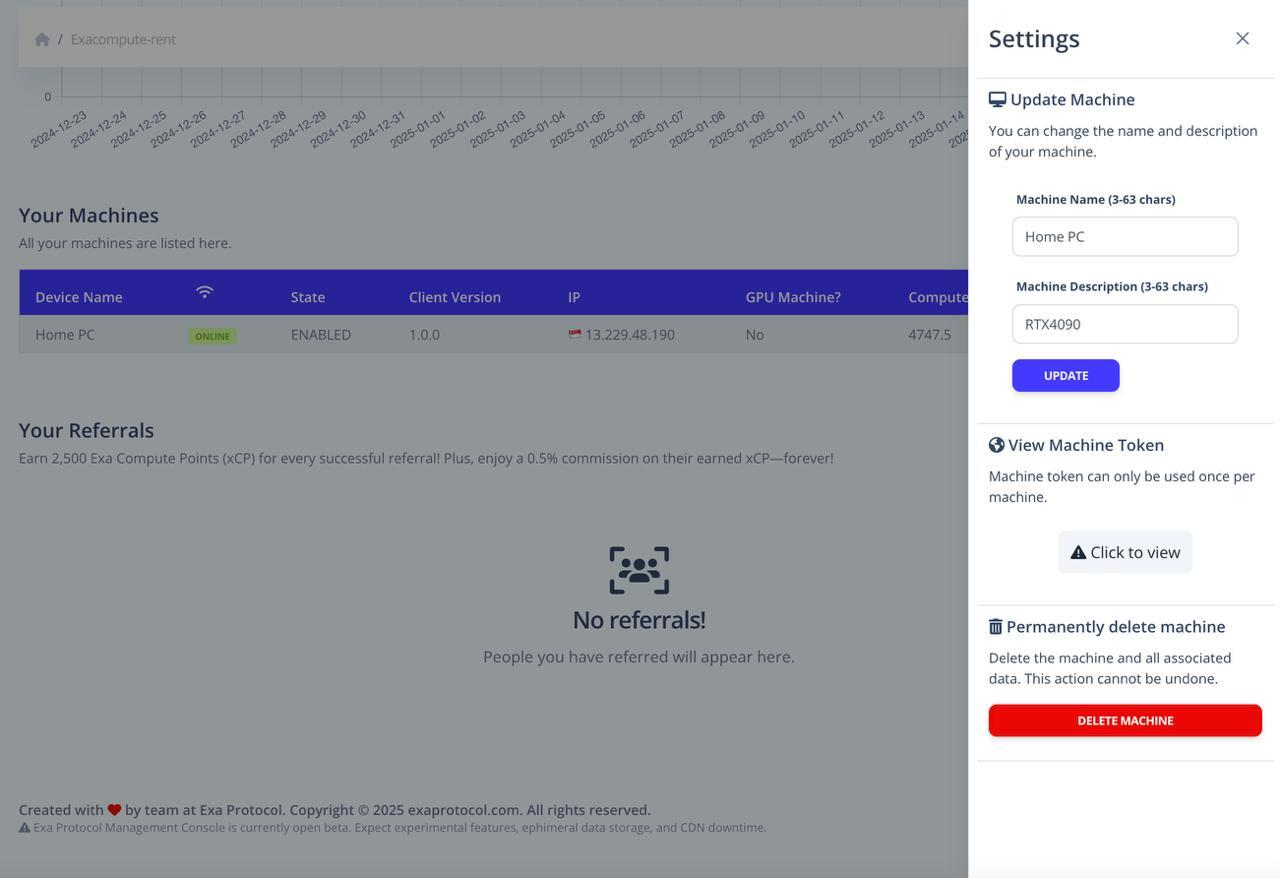 / Exacompute-rent
0
2024-12-23
2024-12-24
2024-12-25
2024-12-26
2024-12-27
2024-12-28
2024-12-29
2024-12-30
2024-12-31
2025-01-01
2025-01-02
2025-01-03
2025-01-04
2025-01-05
2025-01-06
2025-01-07
2025-01-08
2025-01-09
2025-01-10
2025-01-11
2025-01-12
2025-01-13
2025-01-14
Your Machines
All your machines are listed here.
Device Name State Client Version IP GPU Machine? Compute
Home PC ONLINE ENABLED 1.0.0 13.229.48.190 No 4747.5
Your Referrals
Earn 2,500 Exa Compute Points (xCP) for every successful referral! Plus, enjoy a 0.5% commission on their earned xCP—forever!
No referrals!
People you have referred will appear here.
Created with ❤ by team at Exa Protocol. Copyright © 2025 exaprotocol.com. All rights reserved.
Exa Protocol Management Console is currently open beta. Expect experimental features, ephimeral data storage, and CDN downtime.
Settings
Update Machine
You can change the name and description
of your machine.
Machine Name (3-63 chars)
Home PC
Machine Description (3-63 chars)
RTX4090
UPDATE
View Machine Token
Machine token can only be used once per
machine.
Click to view
Permanently delete machine
Delete the machine and all associated
data. This action cannot be undone.
DELETE MACHINE